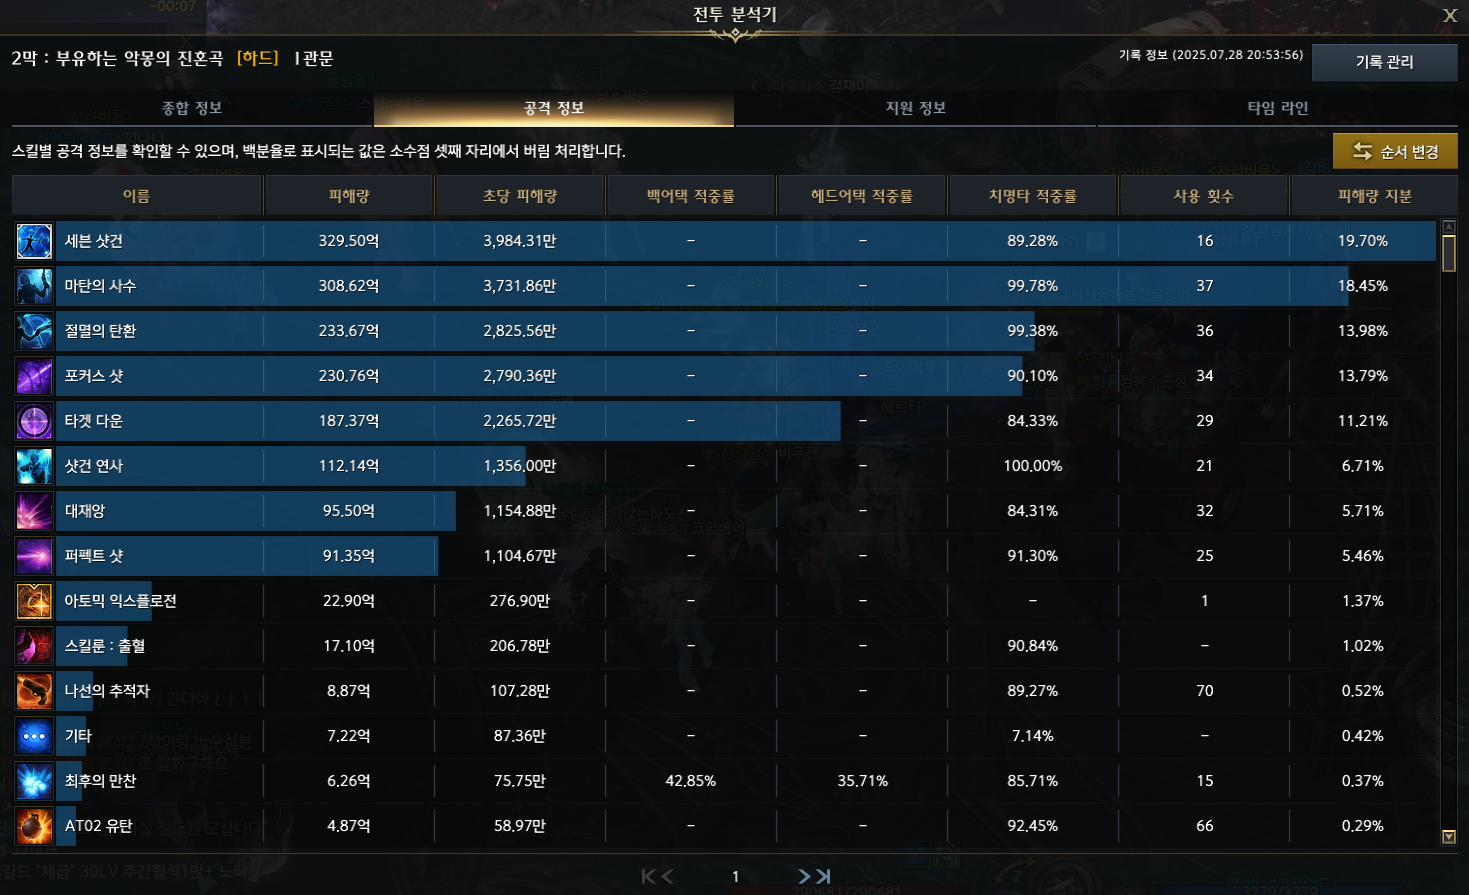 -00:07
전투 분석기
X
2막 : 부유하는 악몽의 진혼곡 [하드] 1관문
기록 정보 (2025.07.28 20:53:56)
기록 관리
종합 정보 공격 정보 지원 정보 타임 라인
스킬별 공격 정보를 확인할 수 있으며, 백분율로 표시되는 값은 소수점 셋째 자리에서 버림 처리합니다.
순서 변경
이름 피해량 초당 피해량 백어택 적중률 헤드어택 적중률 치명타 적중률 사용 횟수 피해량 지분
세븐 샷건 329.50억 3,984.31만 - - 89.28% 16 19.70%
마탄의 사수 308.62억 3,731.86만 - - 99.78% 37 18.45%
절멸의 탄환 233.67억 2,825.56만 - - 99.38% 36 13.98%
포커스 샷 230.76억 2,790.36만 - - 90.10% 34 13.79%
타겟 다운 187.37억 2,265.72만 - - 84.33% 29 11.21%
샷건 연사 112.14억 1,356.00만 - - 100.00% 21 6.71%
대재앙 95.50억 1,154.88만 - - 84.31% 32 5.71%
퍼펙트 샷 91.35억 1,104.67만 - - 91.30% 25 5.46%
아토믹 익스플로전 22.90억 276.90만 - - - 1 1.37%
스킬룬 : 출혈 17.10억 206.78만 - - 90.84% - 1.02%
나선의 추적자 8.87억 107.28만 - - 89.27% 70 0.52%
기타 7.22억 87.36만 - - 7.14% - 0.42%
최후의 만찬 6.26억 75.75만 42.85% 35.71% 85.71% 15 0.37%
AT02 유탄 4.87억 58.97만 - - 92.45% 66 0.29%
1
290681/290681
3279/3279